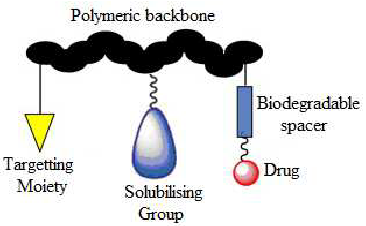 Polymeric backbone
Biodegradable
spacer
Targetting
Moiety
Solubilising
Group
Drug